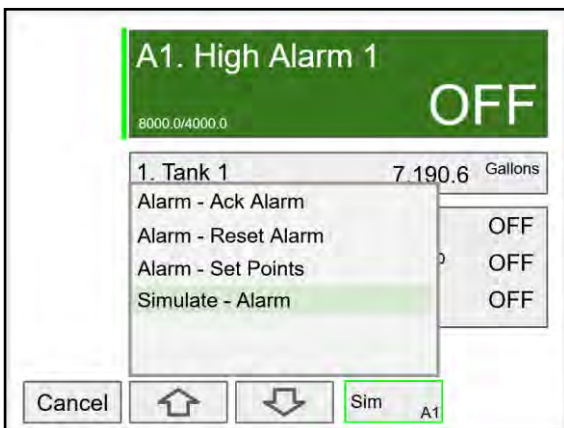 A1. High Alarm 1
OFF
8000.0/4000.0
1. Tank 1 7,190.6 Gallons
Alarm - Ack Alarm
Alarm - Reset Alarm
OFF
Alarm - Set Points
OFF
Simulate - Alarm
OFF
Cancel
Sim A1